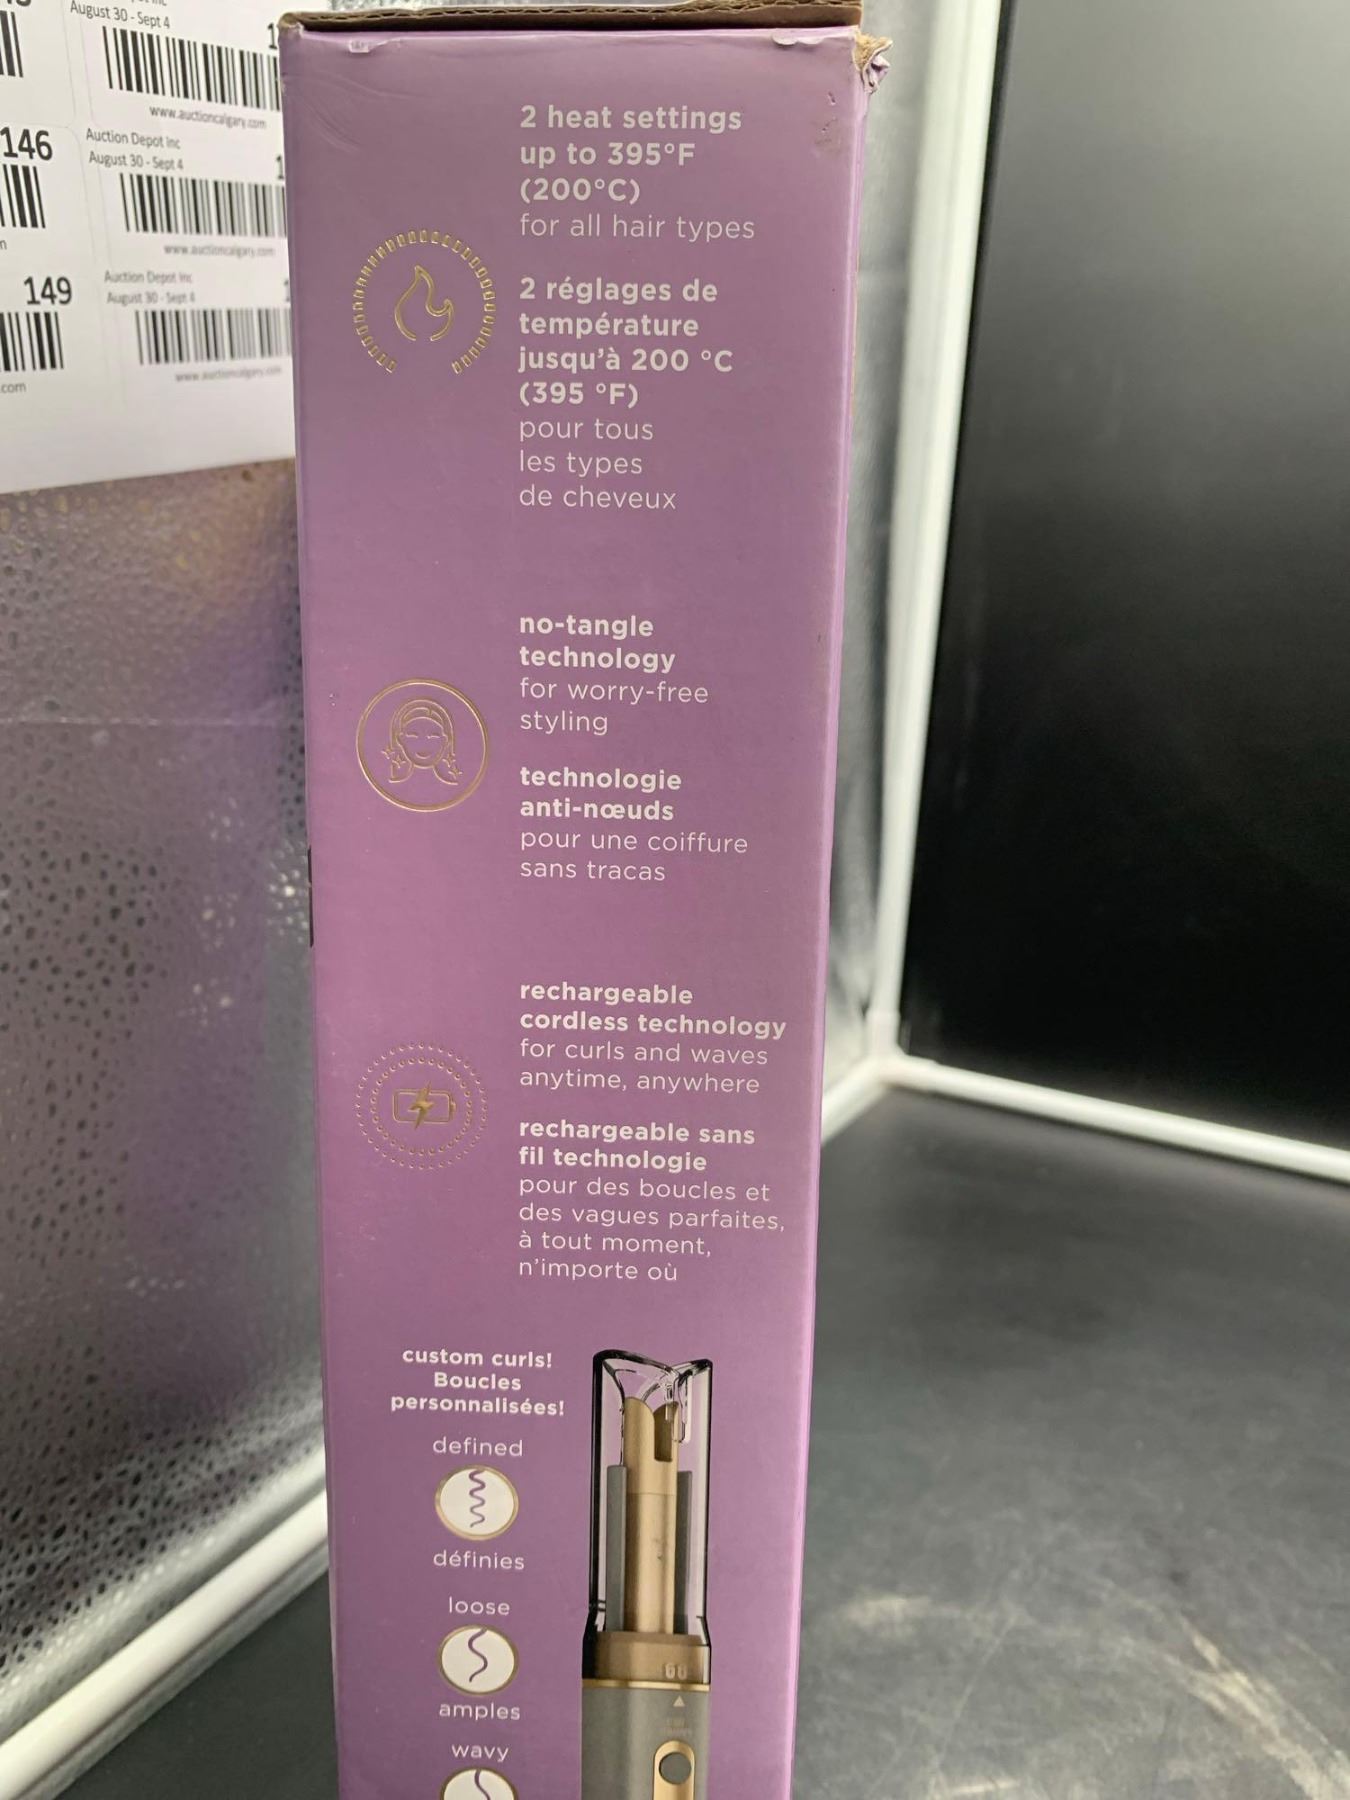 August 30 - Sept 4
www.auctioncalgary.com
146
Auction Depot Inc
August 30 - Sept 4
www.auctioncalgary.com
149
Auction Depot Inc
August 30 - Sept 4
.com
www.auctioncalgary.com
2 heat settings
up to 395°F
(200°C)
for all hair types
2 réglages de
température
jusqu'à 200 °C
(395 °F)
pour tous
les types
de cheveux
no-tangle
technology
for worry-free
styling
technologie
anti-nœuds
pour une coiffure
sans tracas
rechargeable
cordless technology
for curls and waves
anytime, anywhere
rechargeable sans
fil technologie
pour des boucles et
des vagues parfaites,
à tout moment,
n'importe où
custom curls!
Boucles
personnalisées!
defined
définies
loose
amples
wavy